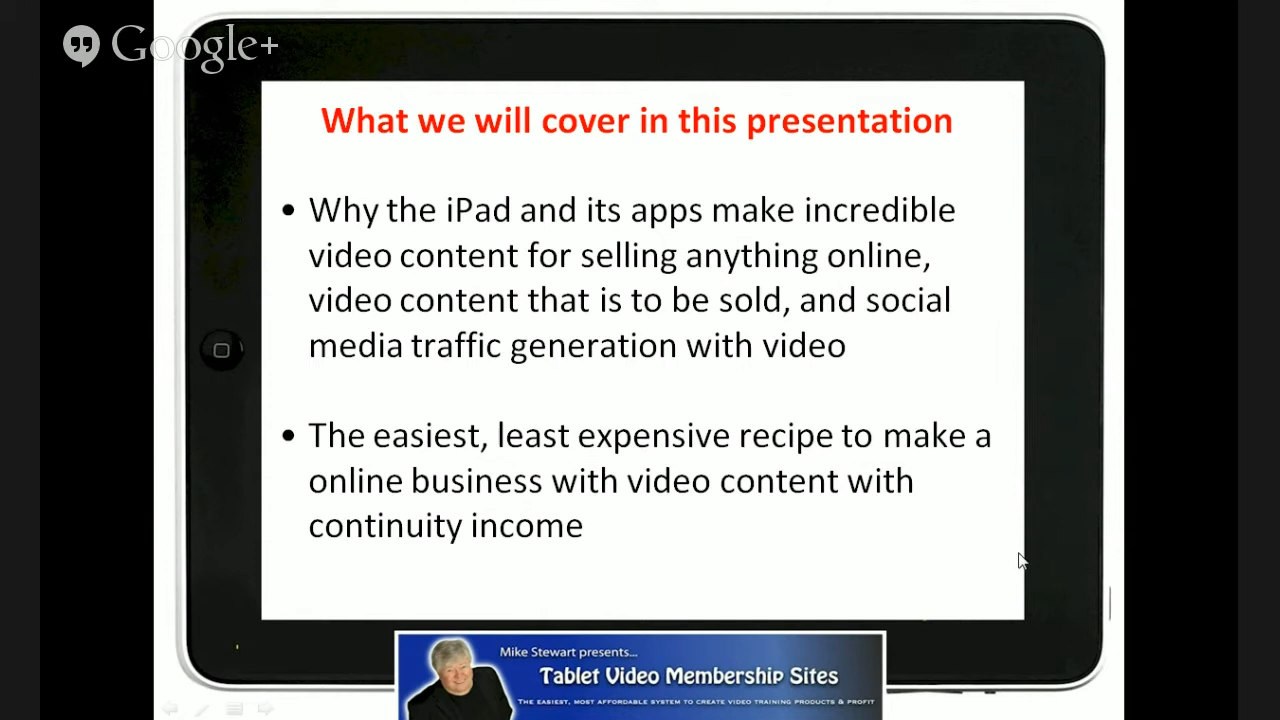 Google+
What we will cover in this presentation
• Why the iPad and its apps make incredible
video content for selling anything online,
video content that is to be sold, and social
media traffic generation with video
• The easiest, least expensive recipe to make a
online business with video content with
continuity income
Mike Stewart presents...
Tablet Video Membership Sites
THE EASIEST, MOST AFFORDABLE SYSTEM TO CREATE VIDEO TRAINING PRODUCTS & PROFIT